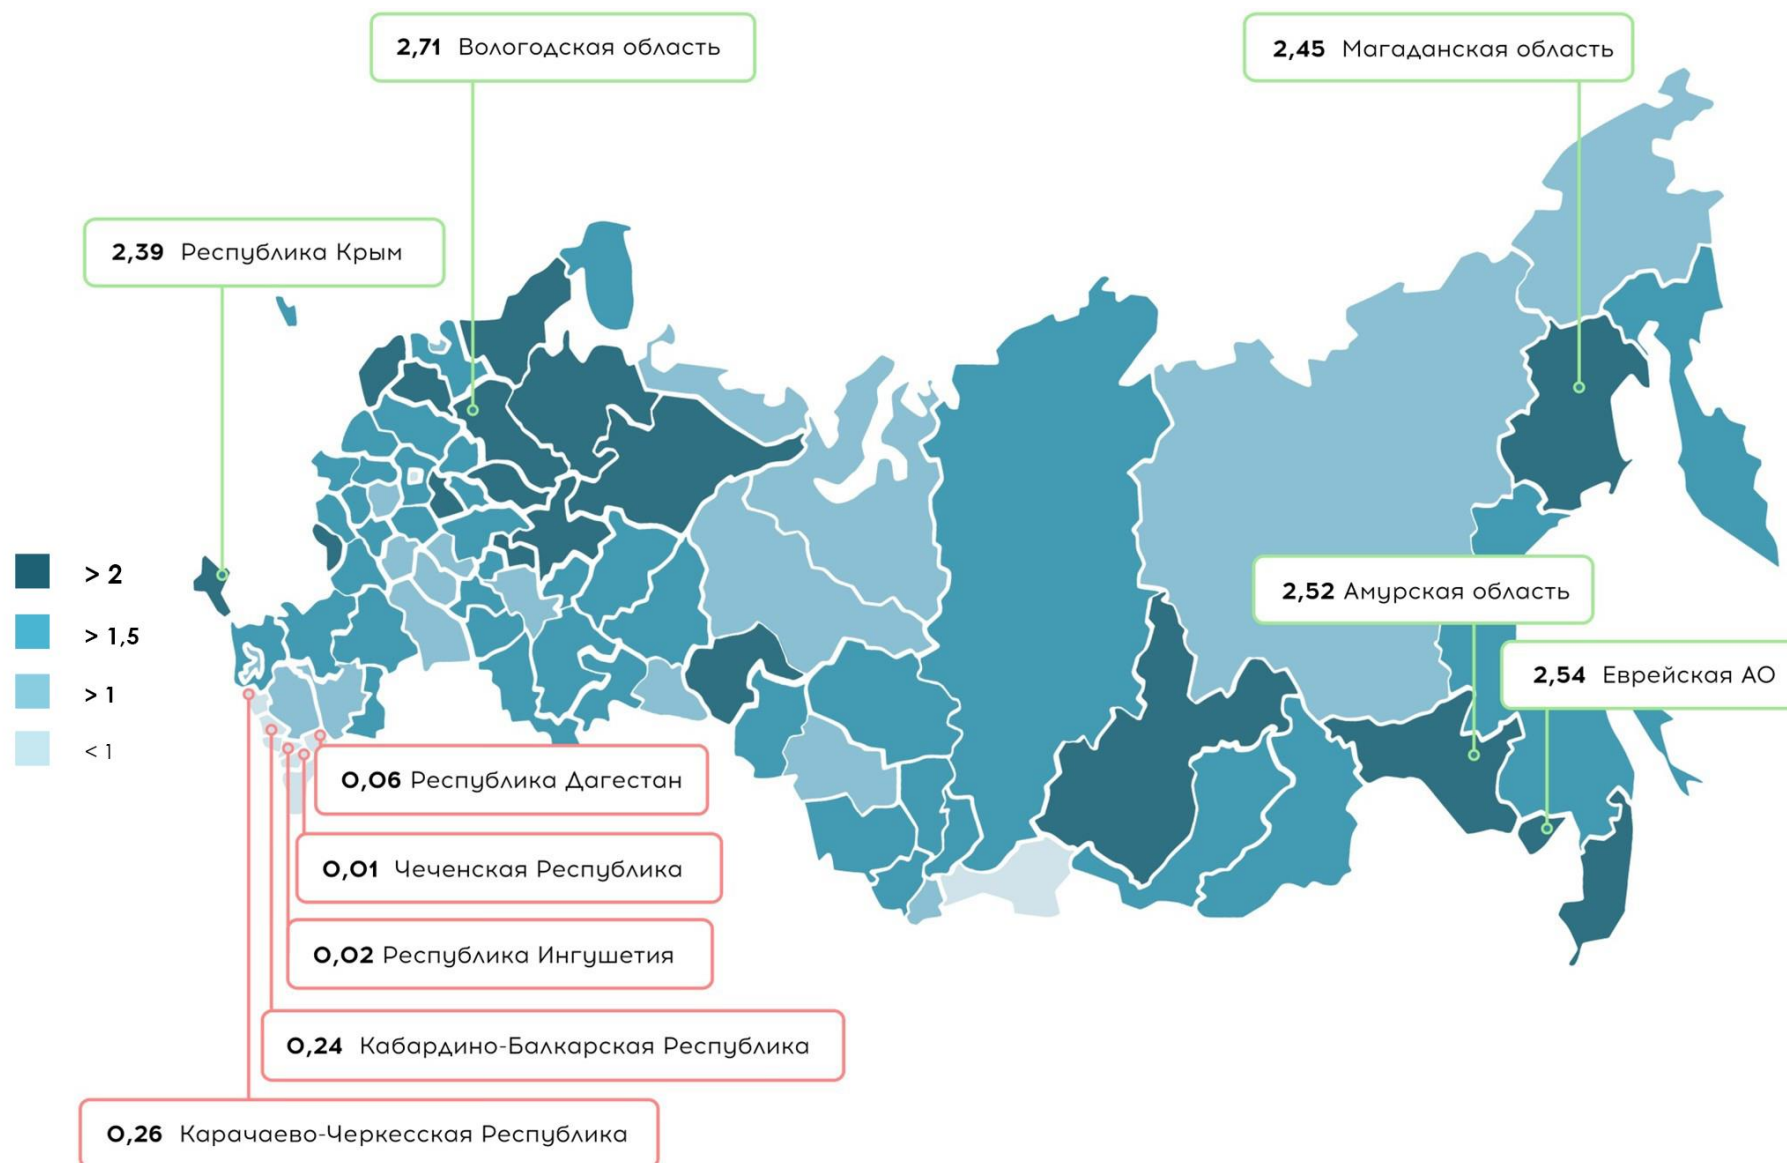 2,71 Вологодская область
2,45 Магаданская область
2,39 Республика Крым
> 2
> 1,5
> 1
< 1
2,52 Амурская область
2,54 Еврейская АО
0,06 Республика Дагестан
0,01 Чеченская Республика
0,02 Республика Ингушетия
0,24 Кабардино-Балкарская Республика
0,26 Карачаево-Черкесская Республика